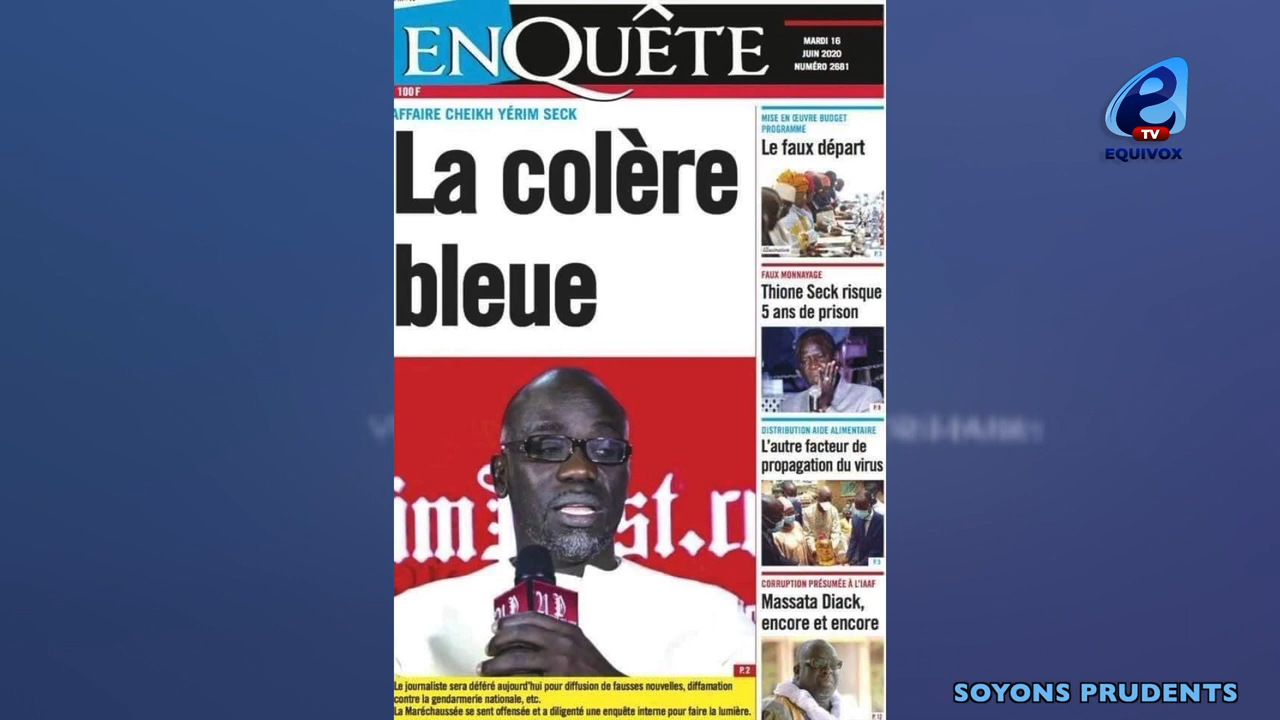 ENQUÊTE
MARDI 16
JUIN 2020
NUMÉRO 2681
100 F
AFFAIRE CHEIKH YÉRIM SECK
La colère
bleue
P.2
Le journaliste sera déféré aujourd'hui pour diffusion de fausses nouvelles, diffamation
contre la gendarmerie nationale, etc.
La Maréchaussée se sent offensée et a diligenté une enquête interne pour faire la lumière.
MISE EN ŒUVRE BUDGET
PROGRAMME
Le faux départ
FAUX MONNAYAGE
Thione Seck risque
5 ans de prison
DISTRIBUTION AIDE ALIMENTAIRE
L'autre facteur de
propagation du virus
CORRUPTION PRÉSUMÉE À L'IAAF
Massata Diack,
encore et encore
e
TV
EQUIVOX
SOYONS PRUDENTS